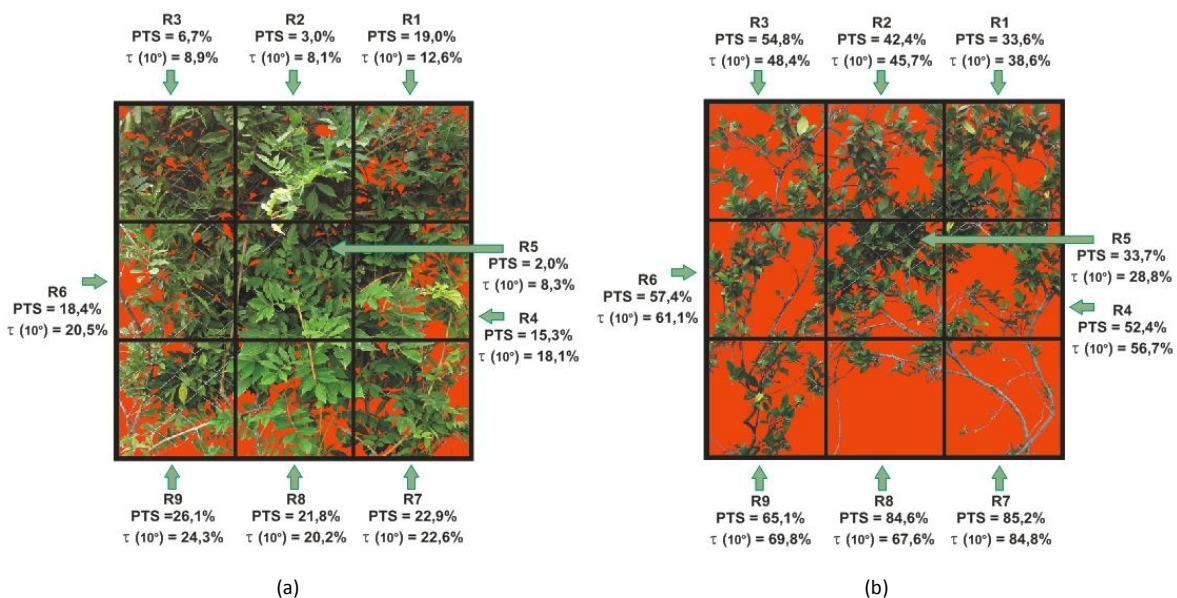 R3
PTS = 6,7%
τ (10°) = 8,9%
R2
PTS = 3,0%
τ (10°) = 8,1%
R1
PTS = 19,0%
τ (10°) = 12,6%
R6
PTS = 18,4%
τ (10°) = 20,5%
R5
PTS = 2,0%
τ (10°) = 8,3%
R4
PTS = 15,3%
τ (10°) = 18,1%
R9
PTS =26,1%
τ (10°) = 24,3%
R8
PTS = 21,8%
τ (10°) = 20,2%
R7
PTS = 22,9%
τ (10°) = 22,6%
(a)
R3
PTS = 54,8%
τ (10°) = 48,4%
R2
PTS = 42,4%
τ (10°) = 45,7%
R1
PTS = 33,6%
τ (10°) = 38,6%
R6
PTS = 57,4%
τ (10°) = 61,1%
R5
PTS = 33,7%
τ (10°) = 28,8%
R4
PTS = 52,4%
τ (10°) = 56,7%
R9
PTS = 65,1%
τ (10°) = 69,8%
R8
PTS = 84,6%
τ (10°) = 67,6%
R7
PTS = 85,2%
τ (10°) = 84,8%
(b)